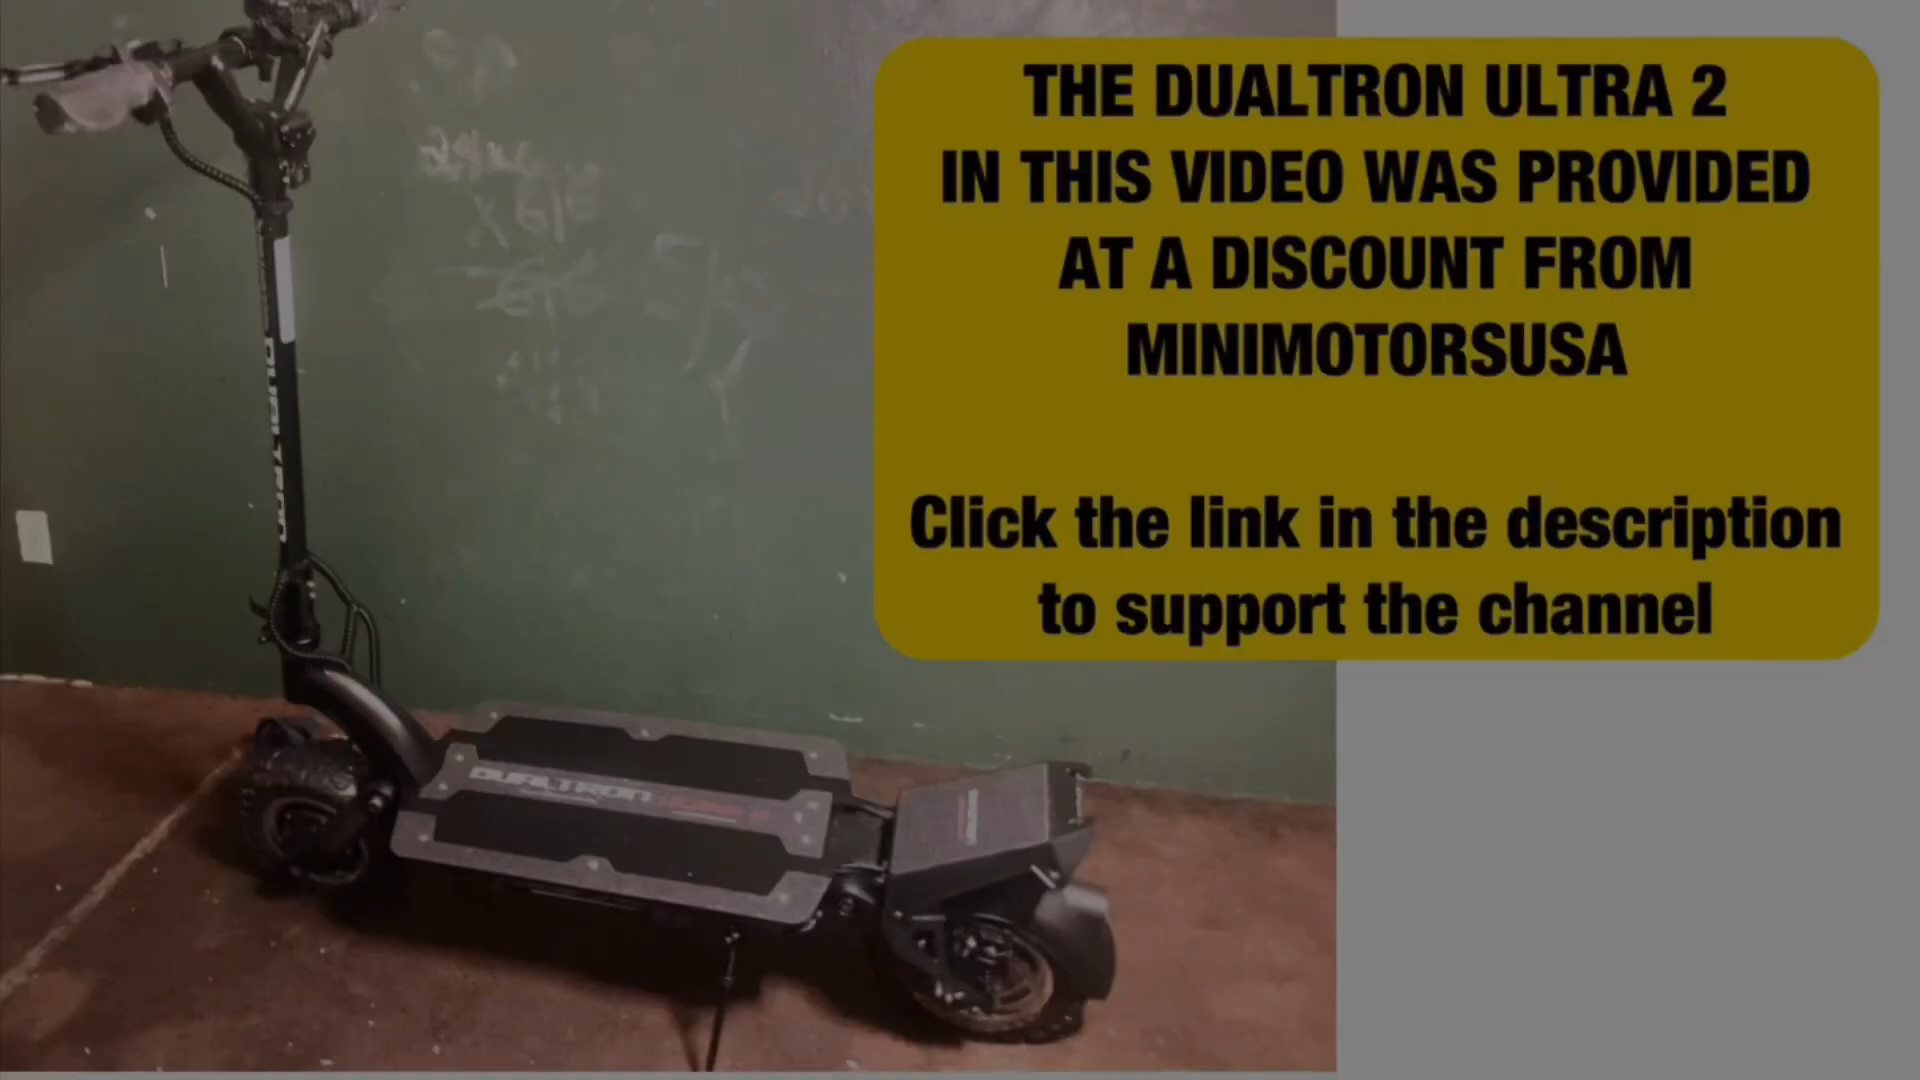 THE DUALTRON ULTRA 2
IN THIS VIDEO WAS PROVIDED
AT A DISCOUNT FROM
MINIMOTORSUSA
Click the link in the description
to support the channel
DUALTRON
DUALTRON